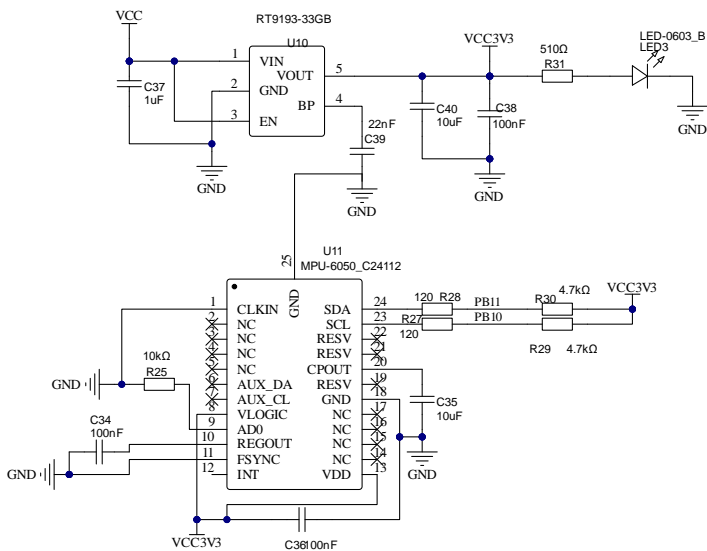 RT9193-33GB
VCC
U10
VCC3V3
LED-0603_B
LED3
510Ω
R31
1
VIN
VOUT
5
C37
1uF
2
GND
BP
4
3
EN
C40
10uF
C38
100nF
22nF
C39
GND
GND
GND
GND
25
U11
MPU-6050_C24112
GND
1
CLKIN
2
NC
3
NC
4
NC
5
NC
6
AUX_DA
7
AUX_CL
8
VLOGIC
9
AD0
10
REGOUT
11
FSYNC
12
INT
SDA
24
SCL
23
RESV
22
RESV
21
CPOUT
20
RESV
19
GND
18
NC
17
NC
16
NC
15
NC
14
VDD
13
120
R28
PB11
R30
4.7kΩ
VCC3V3
R27
120
PB10
R29
4.7kΩ
10kΩ
R25
GND
C34
100nF
GND
C35
10uF
GND
VCC3V3
C36
100nF